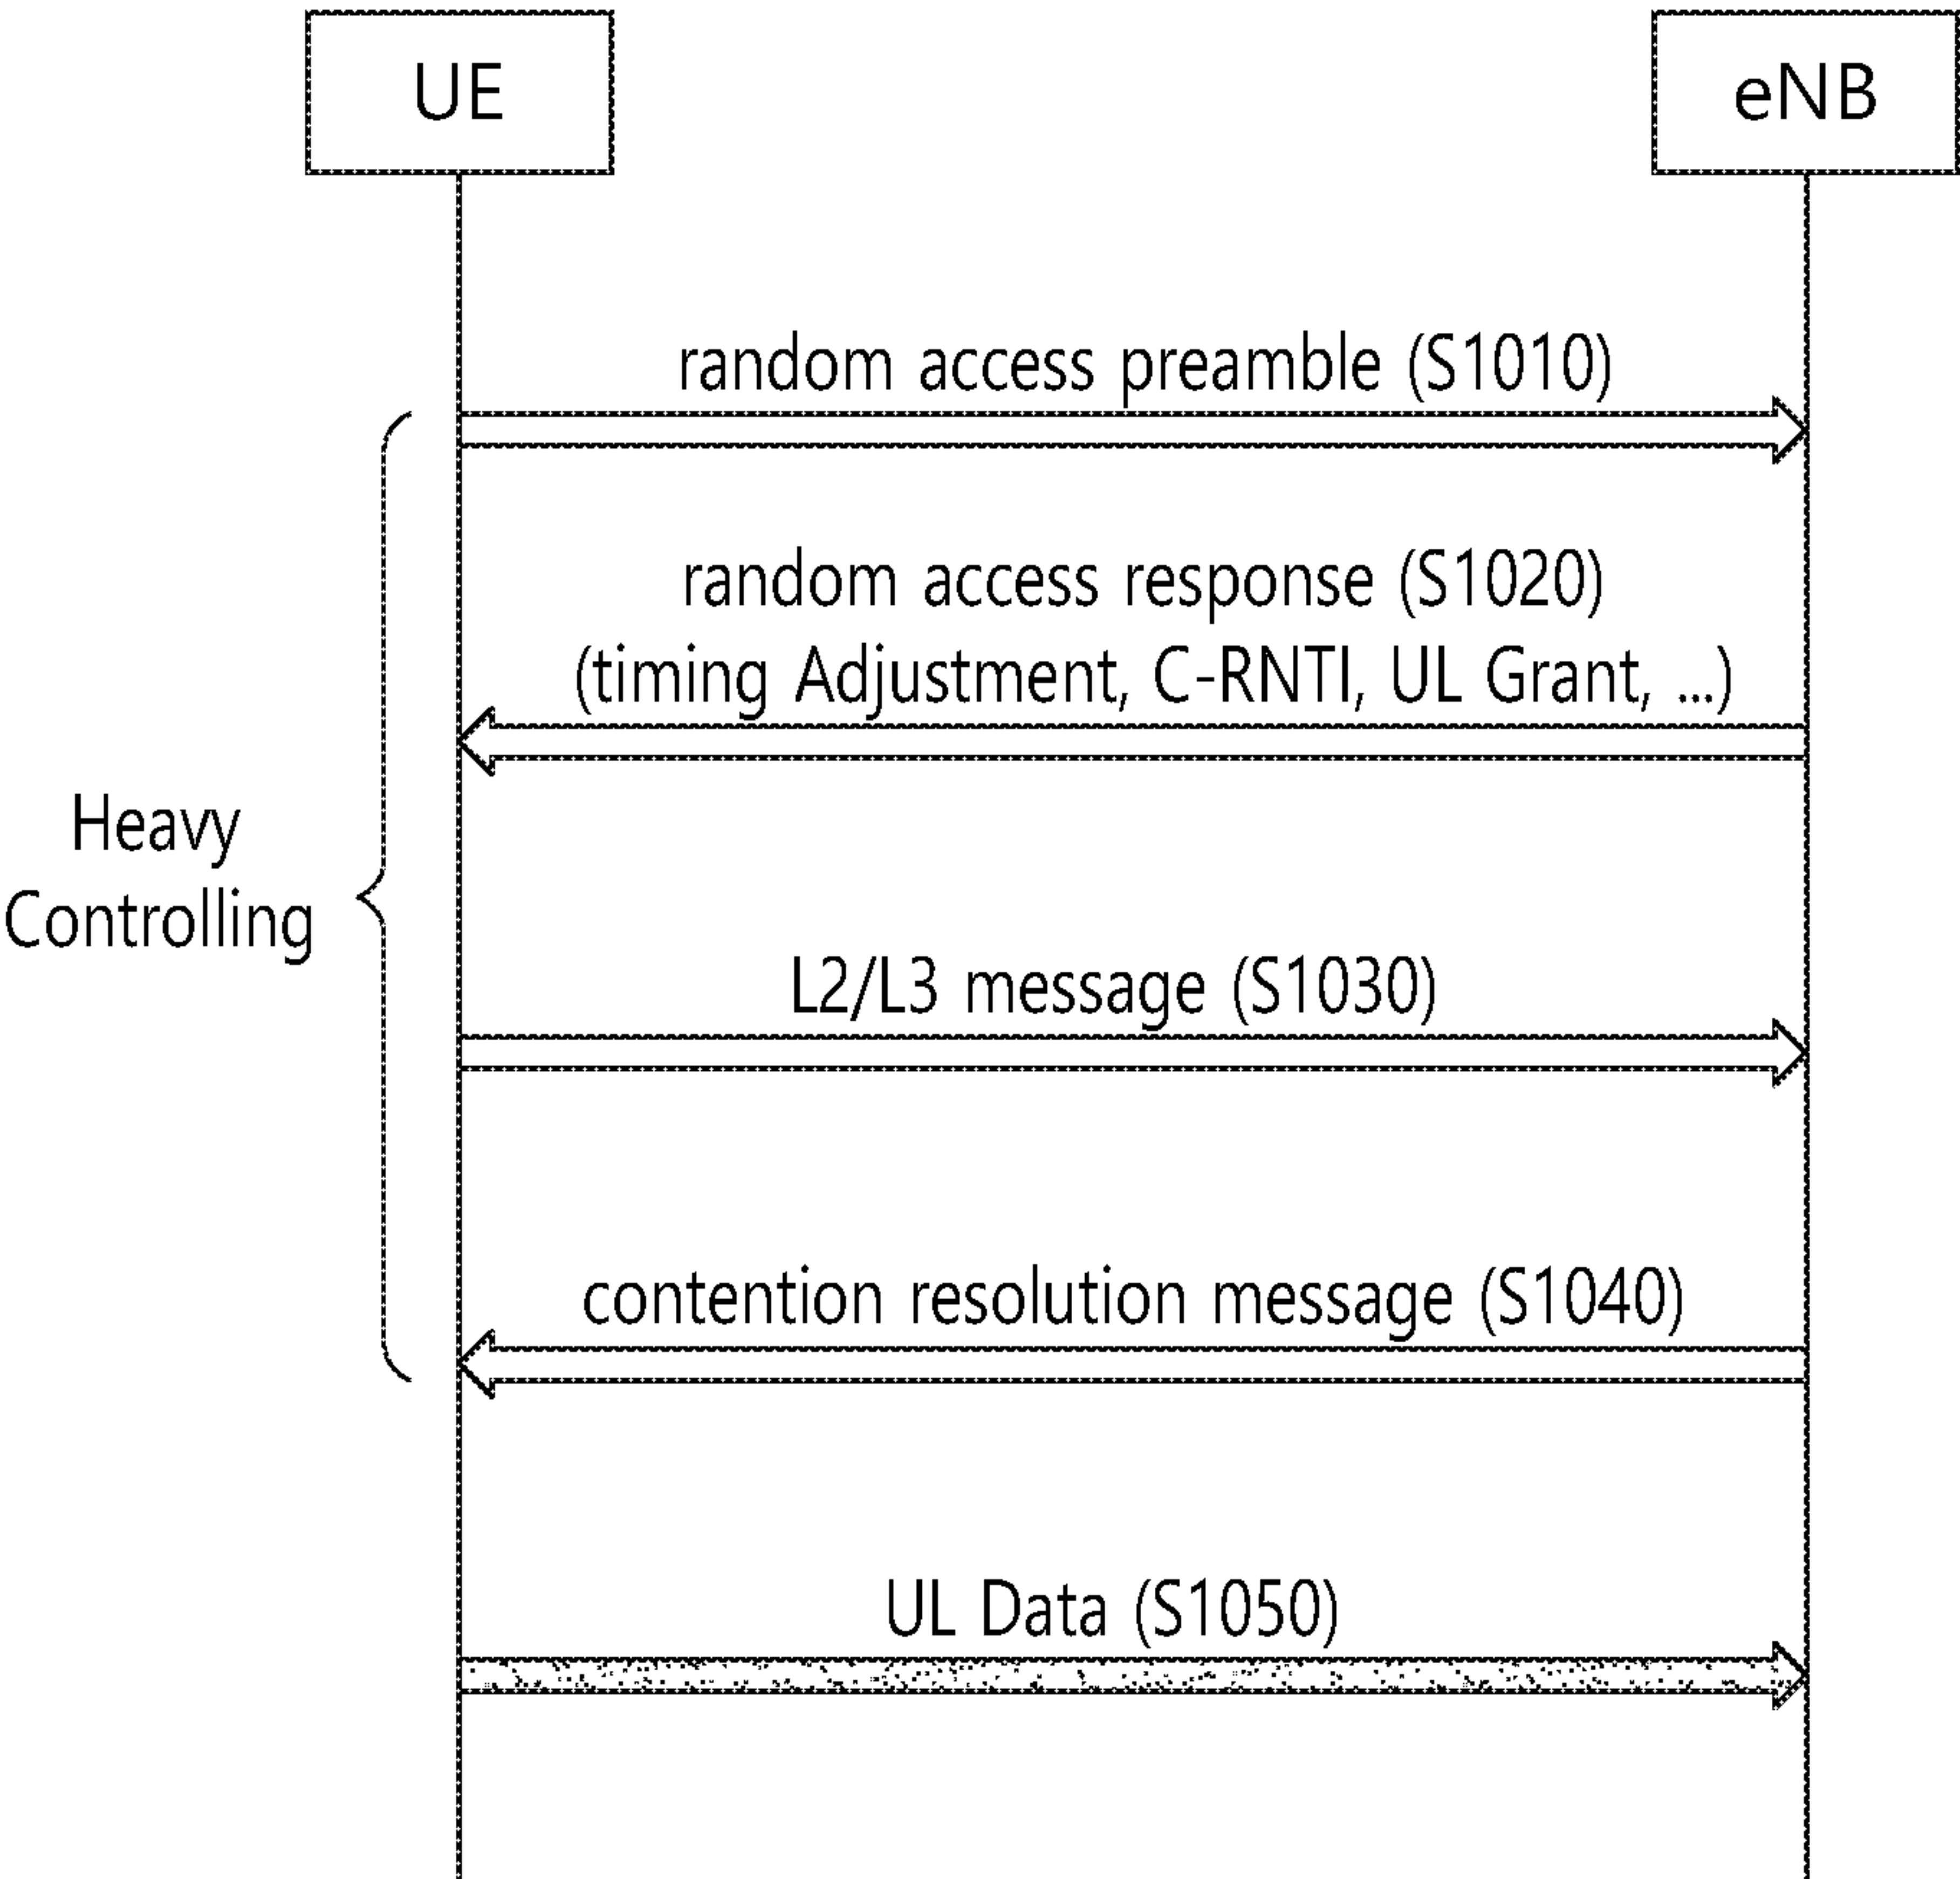 UE
eNB
random access preamble (S1010)
random access response (S1020)
(timing Adjustment, C-RNTI, UL Grant, ...)
Heavy
Controlling
L2/L3 message (S1030)
contention resolution message (S1040)
UL Data (S1050)